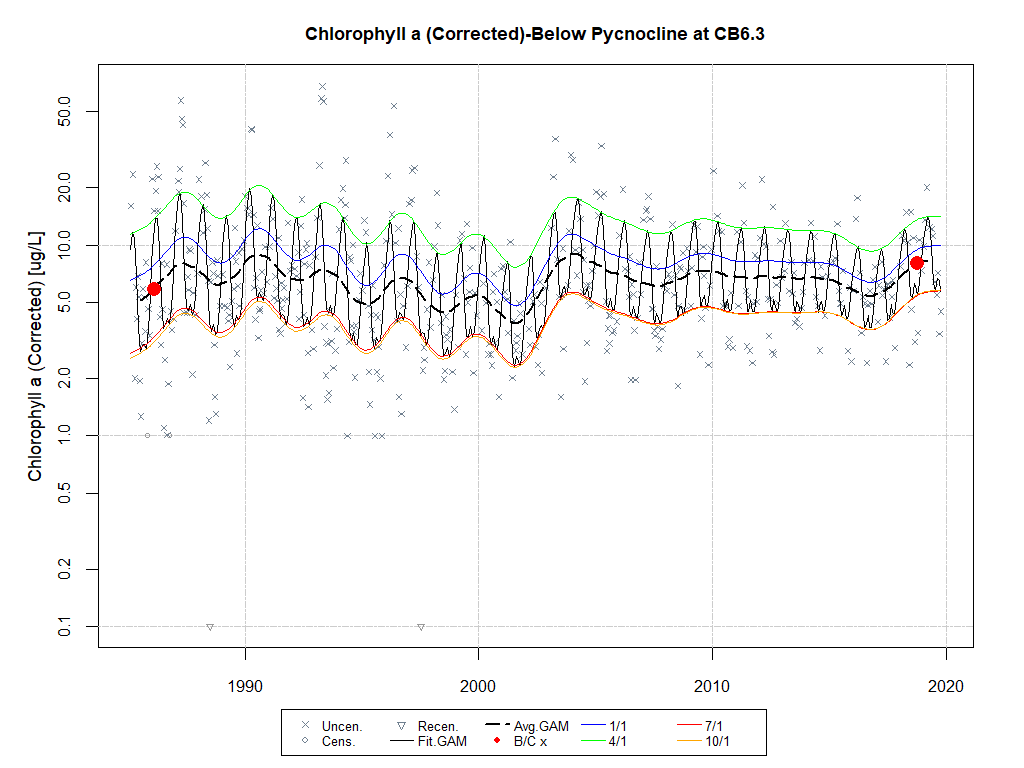 Chlorophyll a (Corrected)-Below Pycnocline at CB6.3
Chlorophyll a (Corrected) [ug/L]
50.0
20.0
10.0
5.0
2.0
1.0
0.5
0.2
0.1
1990 2000 2010 2020
Uncen. Recen. Avg.GAM 1/1 7/1
Cens. Fit.GAM B/C x 4/1 10/1